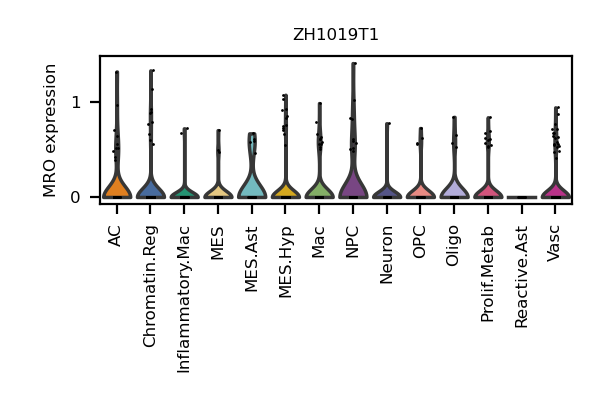 ZH1019T1
MRO expression
1
0
AC
Chromatin.Reg
Inflammatory.Mac
MES
MES.Ast
MES.Hyp
Mac
NPC
Neuron
OPC
Oligo
Prolif.Metab
Reactive.Ast
Vasc